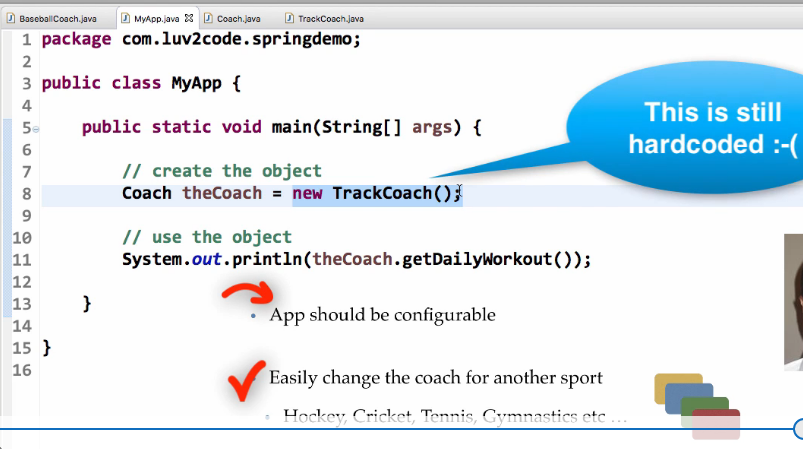 BaseballCoach.java MyApp.java Coach.java TrackCoach.java
1 package com.luv2code.springdemo;
2
3 public class MyApp {
4
5 public static void main(String[] args) {
6
7 // create the object
8 Coach theCoach = new TrackCoach();
9
10 // use the object
11 System.out.println(theCoach.getDailyWorkout());
12
13 }
14
15 }
16
This is still
hardcoded :-(
• App should be configurable
Easily change the coach for another sport
◦ Hockey, Cricket, Tennis, Gymnastics etc …